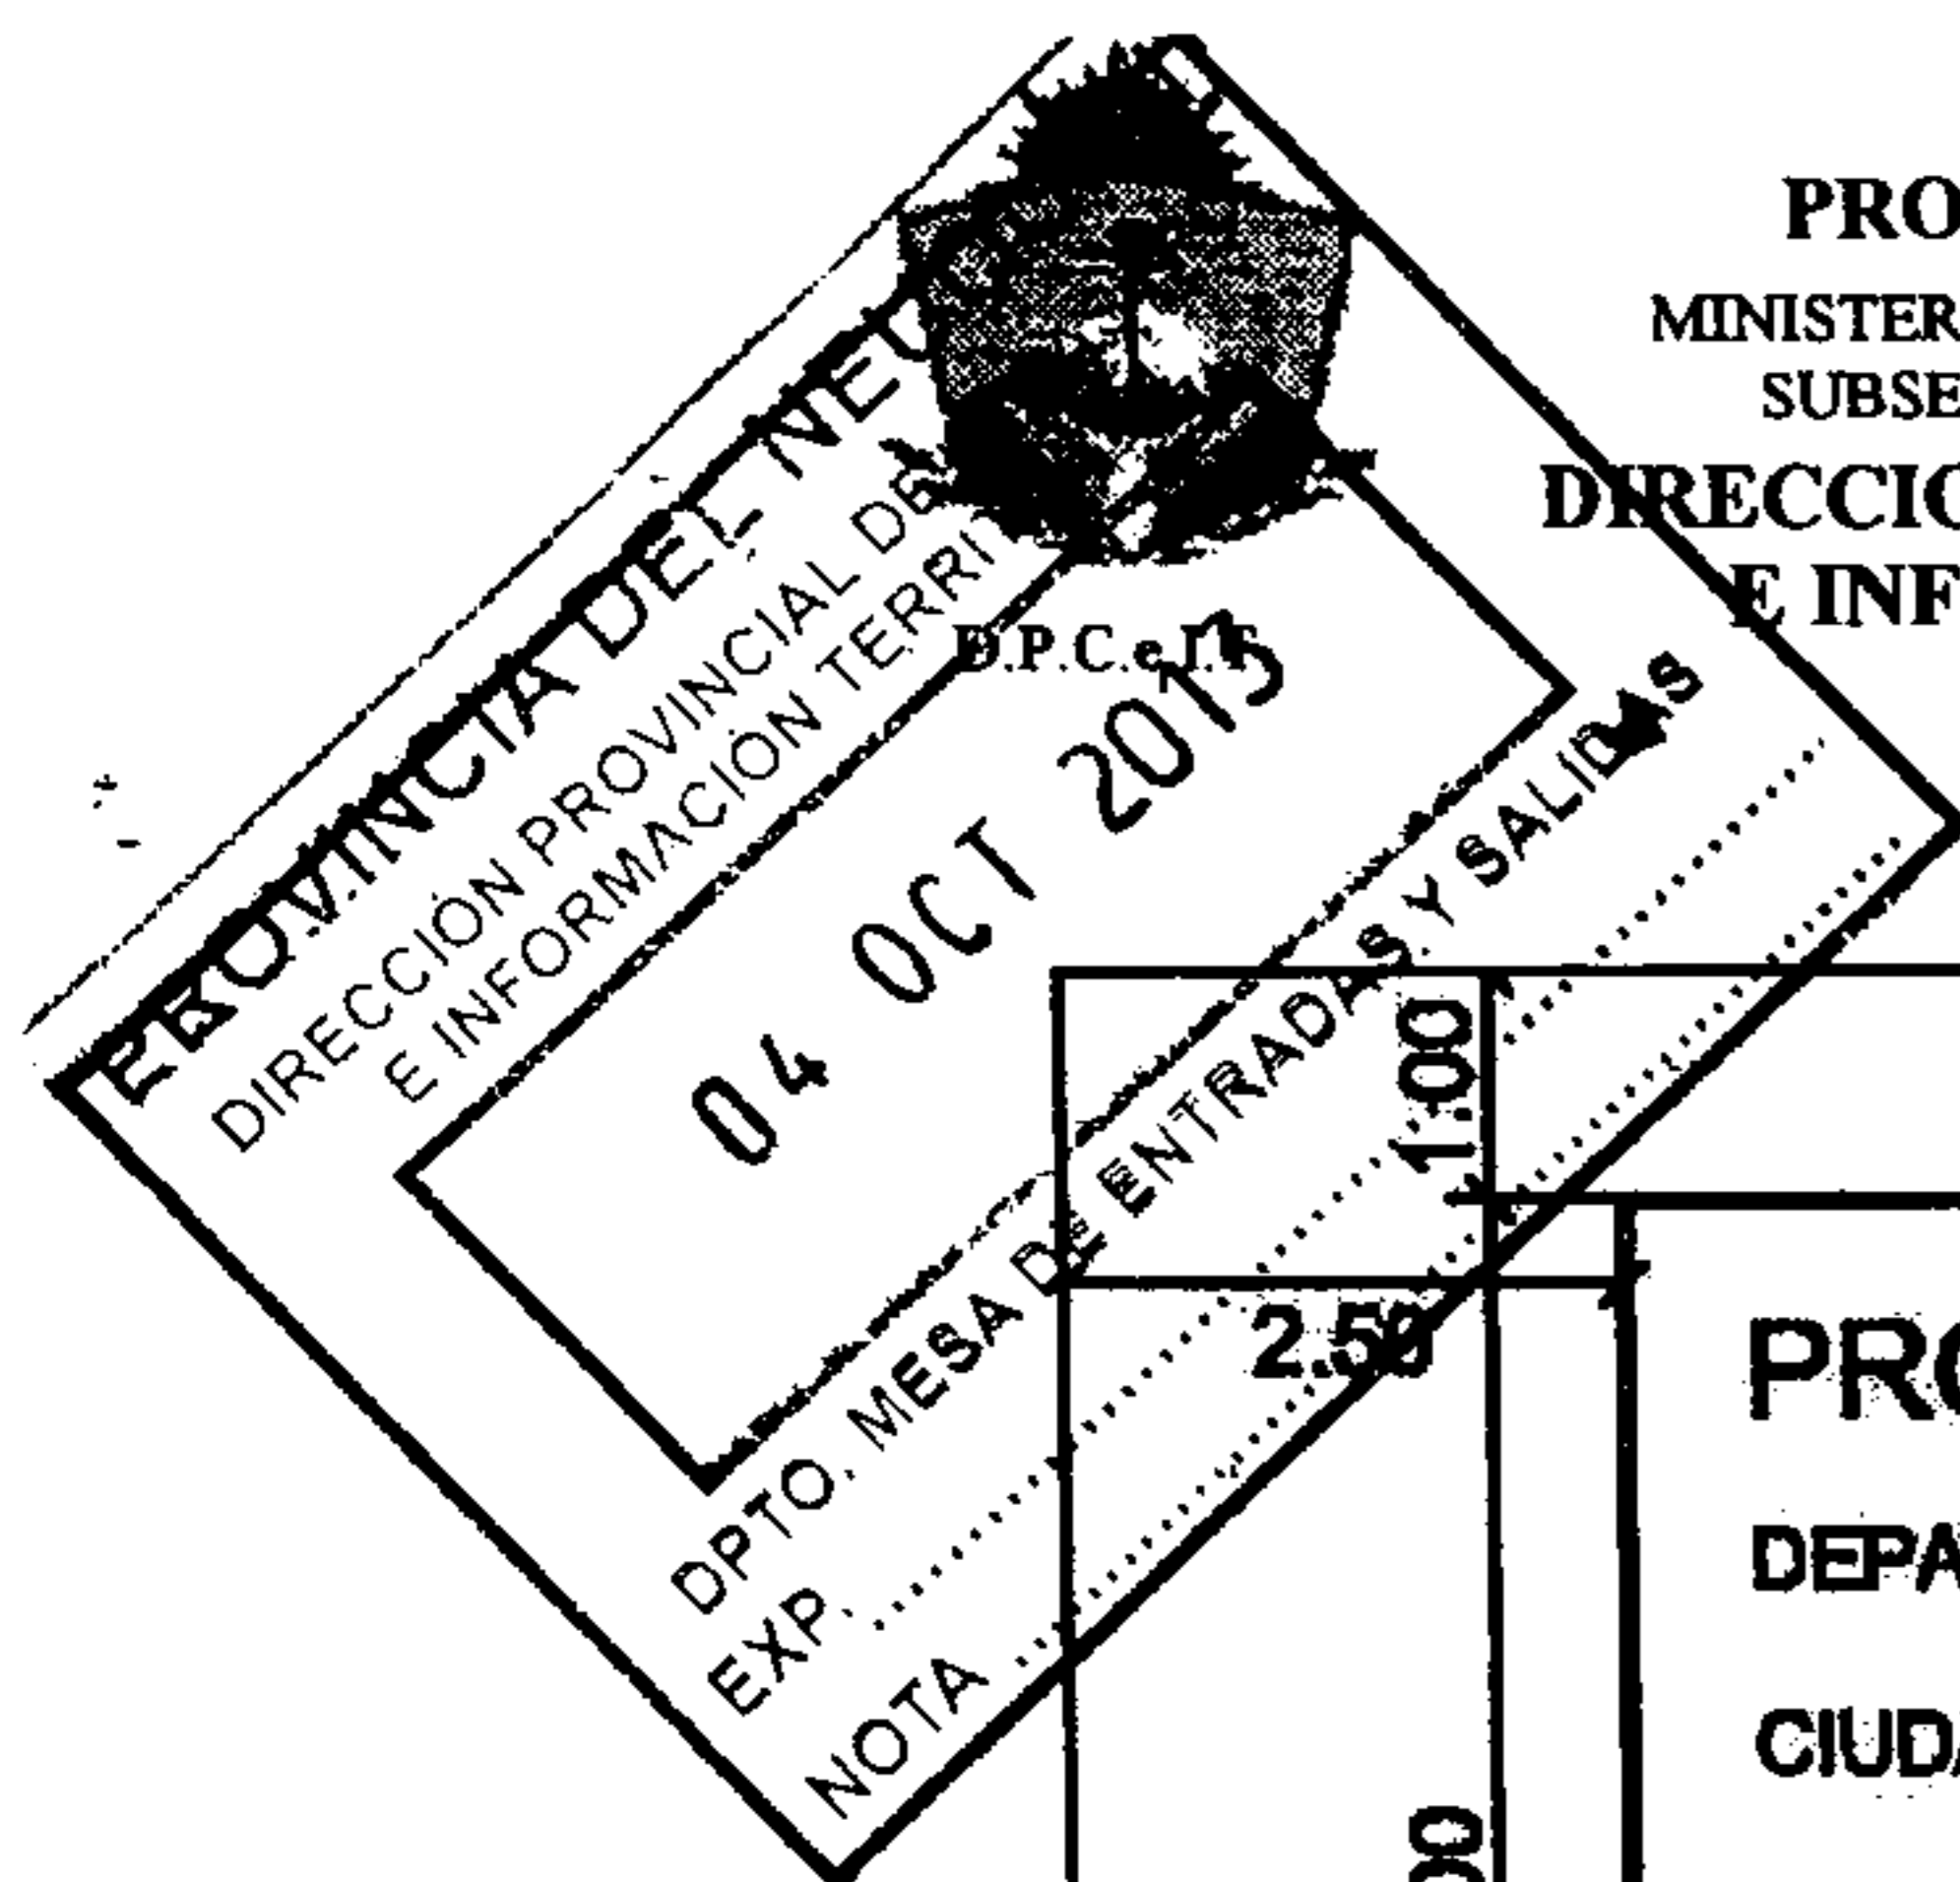 PROVINCIA DEL NEU
DIRECCIÓN PROVINCIAL DE
E INFORMACIÓN TERRI
D.P.C.e I.T
04 OCT 2013
DPTO. MESA DE ENTRADAS Y SALIDAS
EXP.
NOTA
PRO
MINISTER
SUBSE
DIRECCIO
E INF
1.00
2.50
PRO
DEPA
CIUDA